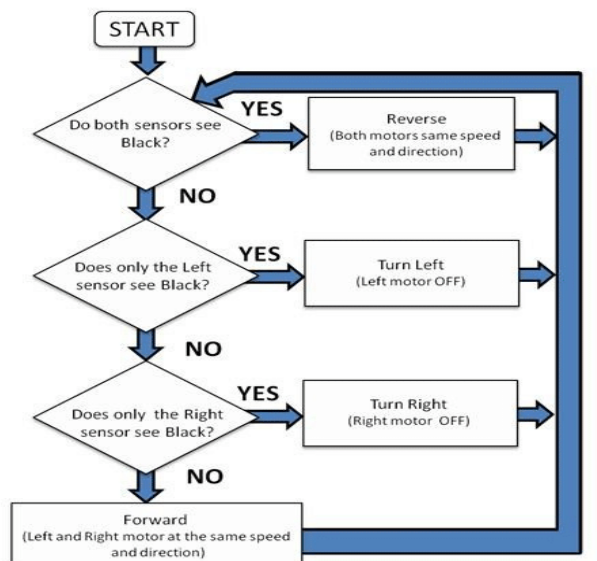 START
Do both sensors see
Black?
YES
Reverse
(Both motors same speed
and direction)
NO
Does only the Left
sensor see Black?
YES
Turn Left
(Left motor OFF)
NO
Does only the Right
sensor see Black?
YES
Turn Right
(Right motor OFF)
NO
Forward
(Left and Right motor at the same speed
and direction)